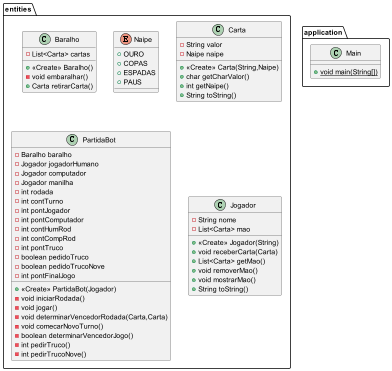 entities
C Baralho
List<Carta> cartas
«Create» Baralho()
void embaralhar()
Carta retirarCarta()
E Naipe
OURO
COPAS
ESPADAS
PAUS
C Carta
String valor
Naipe naipe
«Create» Carta(String,Naipe)
char getCharValor()
int getNaipe()
String toString()
application
C Main
void main(String[])
C PartidaBot
Baralho baralho
Jogador jogadorHumano
Jogador computador
Jogador manilha
int rodada
int contTurno
int pontJogador
int pontComputador
int contHumRod
int contCompRod
int pontTruco
boolean pedidoTruco
boolean pedidoTrucoNove
int pontFinalJogo
«Create» PartidaBot(Jogador)
void iniciarRodada()
void jogar()
void determinarVencedorRodada(Carta,Carta)
void comecarNovoTurno()
boolean determinarVencedorJogo()
int pedirTruco()
int pedirTrucoNove()
C Jogador
String nome
List<Carta> mao
«Create» Jogador(String)
void receberCarta(Carta)
List<Carta> getMao()
void removerMao()
void mostrarMao()
String toString()